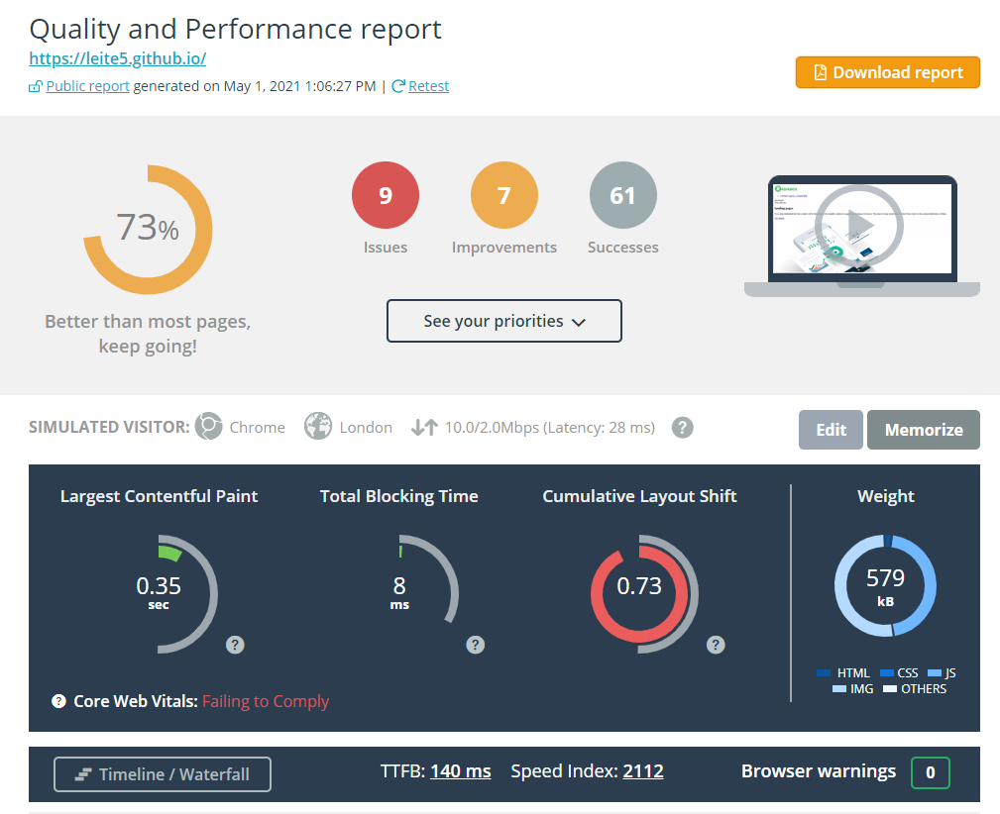 Quality and Performance report
https://leite5.github.io/
Public report generated on May 1, 2021 1:06:27 PM | Retest
Download report
73%
Better than most pages,
keep going!
9
Issues
7
Improvements
61
Successes
See your priorities
SIMULATED VISITOR: Chrome London 10.0/2.0Mbps (Latency: 28 ms) ?
Edit
Memorize
Largest Contentful Paint
0.35
sec
?
Total Blocking Time
8
ms
?
Cumulative Layout Shift
0.73
?
Weight
579
kB
HTML CSS JS
IMG OTHERS
? Core Web Vitals: Failing to Comply
Timeline / Waterfall
TTFB: 140 ms Speed Index: 2112
Browser warnings 0